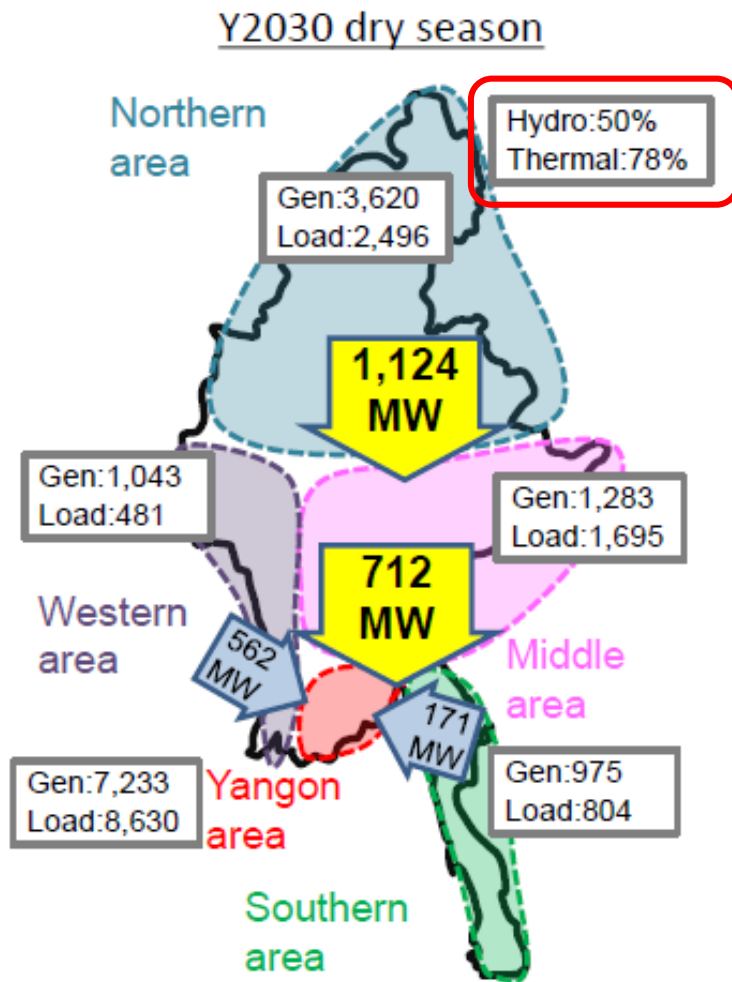 Y2030 dry season
Northern
area
Hydro:50%
Thermal:78%
Gen:3,620
Load:2,496
1,124
MW
Gen:1,043
Load:481
Gen:1,283
Load:1,695
712
MW
Western
area
562
MW
Middle
area
171
MW
Gen:7,233
Load:8,630
Yangon
area
Gen:975
Load:804
Southern
area